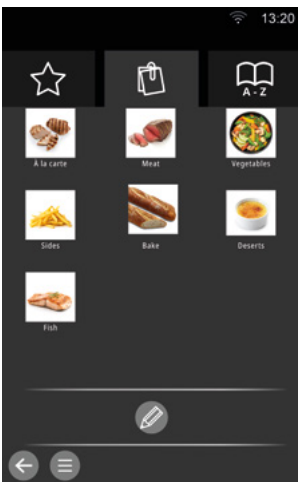 13:20
A - Z
À la carte Meat Vegetables
Sides Bake Deserts
Fish